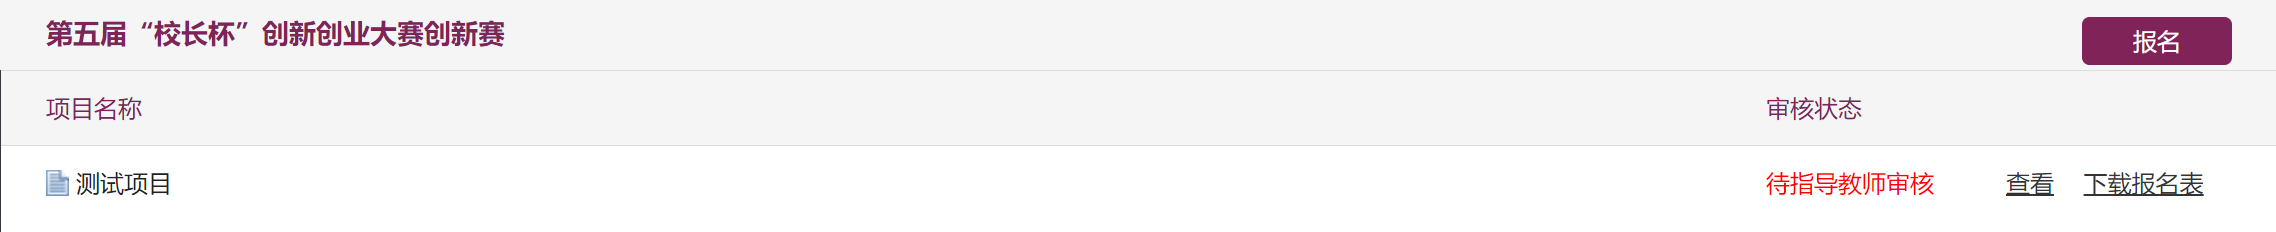 第五届“校长杯”创新创业大赛创新赛 报名
项目名称 审核状态
测试项目 待指导教师审核 查看 下载报名表